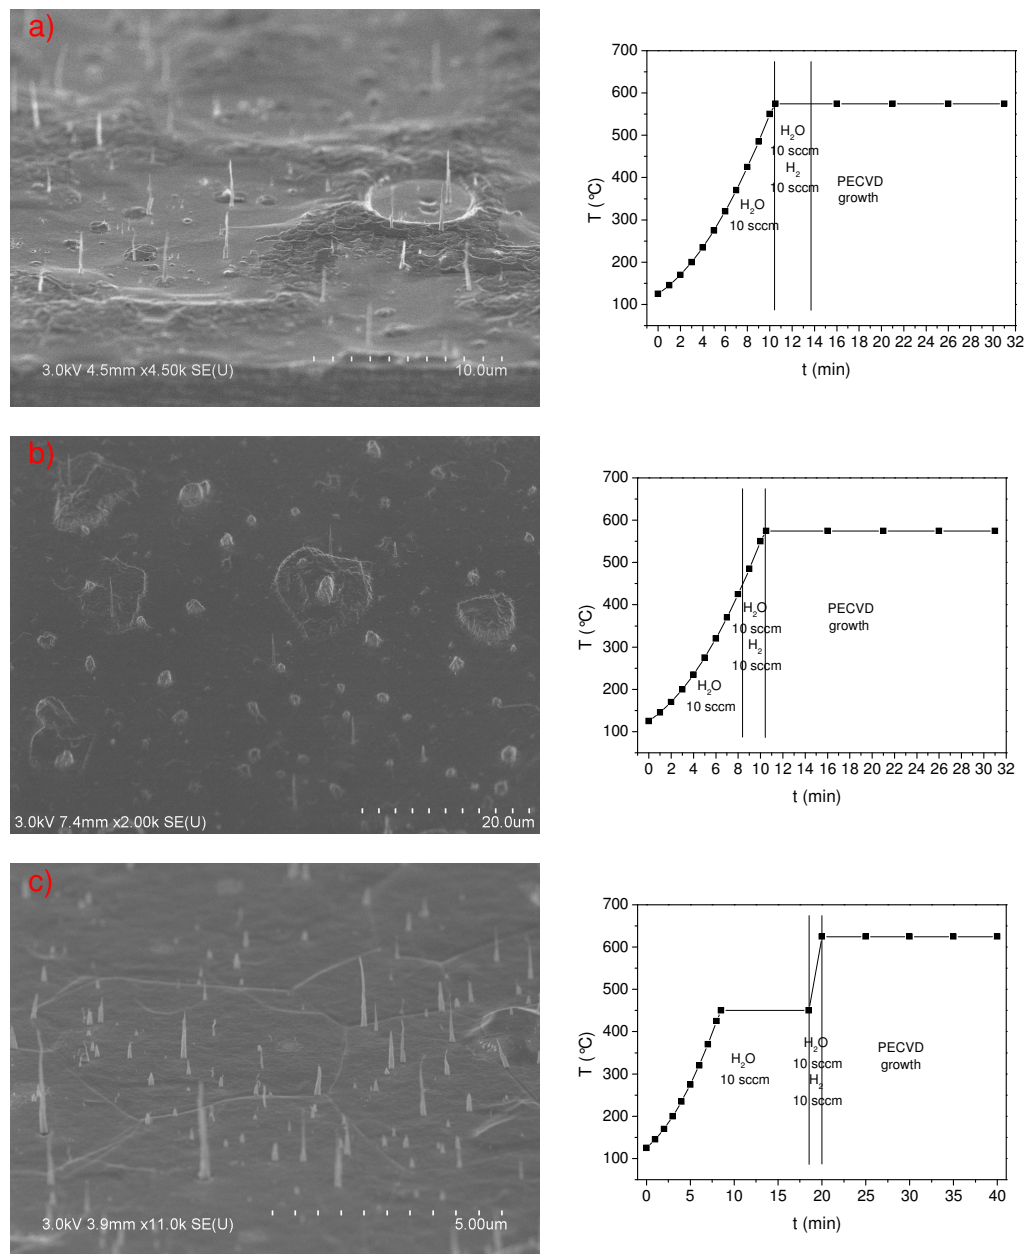 a)
3.0kV 4.5mm x4.50k SE(U)
10.0um
700
600
500
400
300
200
100
T (°C)
H2O
10 sccm
H2
10 sccm
H2O
10 sccm
PECVD
growth
0 2 4 6 8 10 12 14 16 18 20 22 24 26 28 30 32
t (min)
b)
3.0kV 7.4mm x2.00k SE(U)
20.0um
700
600
500
400
300
200
100
T (°C)
H2O
10 sccm
H2
10 sccm
H2O
10 sccm
PECVD
growth
0 2 4 6 8 10 12 14 16 18 20 22 24 26 28 30 32
t (min)
c)
3.0kV 3.9mm x11.0k SE(U)
5.00um
700
600
500
400
300
200
100
T (°C)
H2O
10 sccm
H2O
10 sccm
H2
10 sccm
PECVD
growth
0 5 10 15 20 25 30 35 40
t (min)